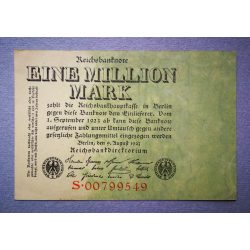 Reichsbanknote
EINE MILLION
MARK
zahlt die Reichsbankhauptkasse in Berlin
gegen diese Banknote dem Einlieferer. Vom
1. September 1923 ab kann diese Banknote
aufgerufen und unter Umtausch gegen andere
gesetzliche Zahlungsmittel eingezogen werden
Berlin, den 9. August 1923
Reichsbankdirektorium
S·00799549